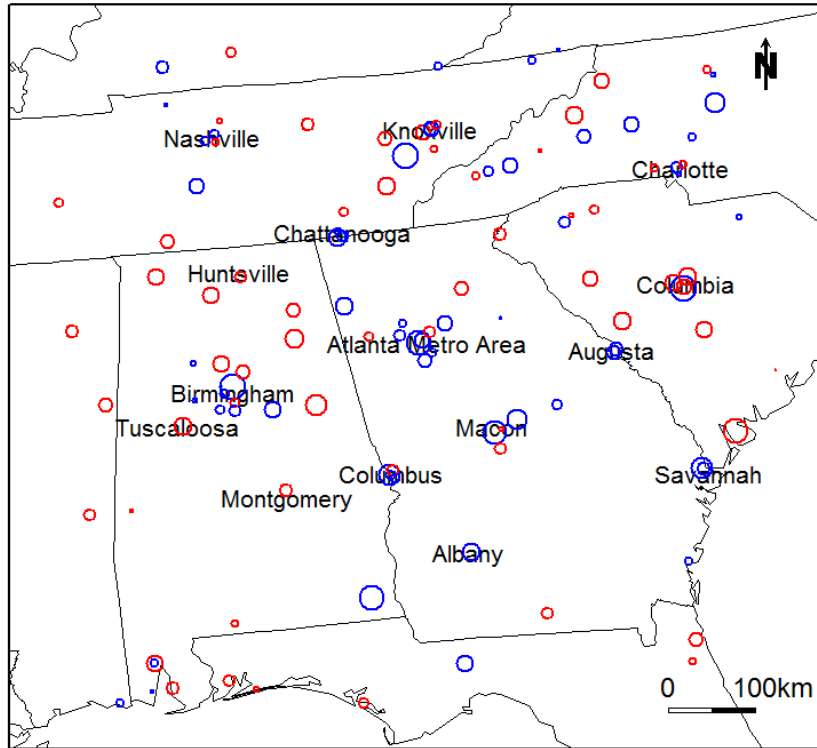 N
Nashville
Knoxville
Charlotte
Chattanooga
Huntsville
Columbia
Atlanta Metro Area
Augusta
Birmingham
Tuscaloosa
Macon
Columbus
Savannah
Montgomery
Albany
0 100km